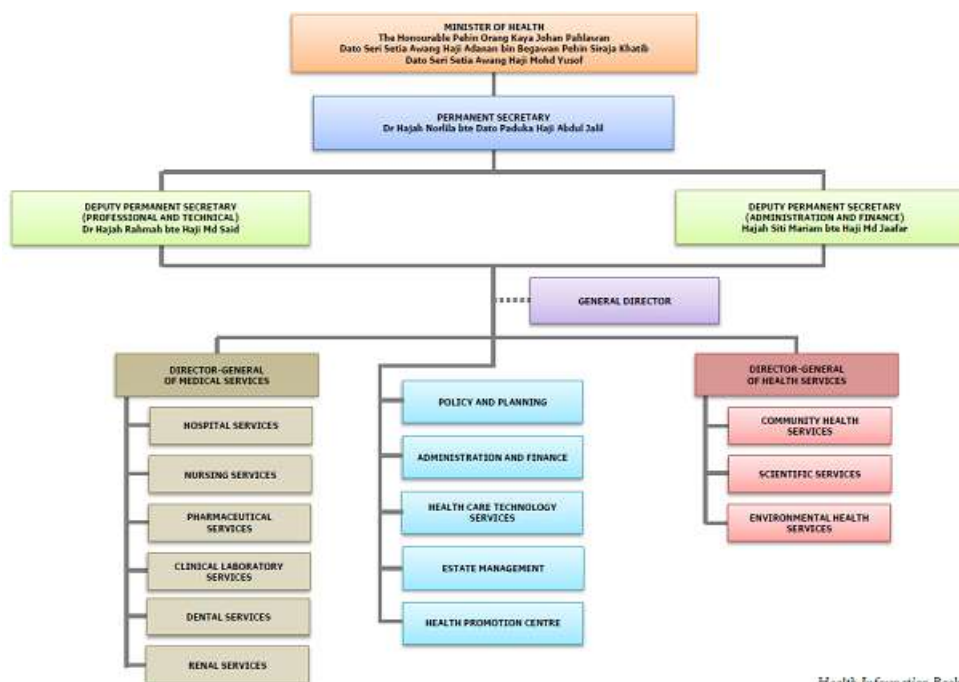 MINISTER OF HEALTH
The Honourable Pehin Orang Kaya Johan Pahlawan
Dato Seri Setia Awang Haji Adanan bin Begawan Pehin Siraja Khatib
Dato Seri Setia Awang Haji Mohd Yusof
PERMANENT SECRETARY
Dr Hajah Norlila bte Dato Paduka Haji Abdul Jalil
DEPUTY PERMANENT SECRETARY
(PROFESSIONAL AND TECHNICAL)
Dr Hajah Rahmah bte Haji Md Said
DEPUTY PERMANENT SECRETARY
(ADMINISTRATION AND FINANCE)
Hajah Siti Mariam bte Haji Md Jaafar
GENERAL DIRECTOR
DIRECTOR-GENERAL
OF MEDICAL SERVICES
HOSPITAL SERVICES
NURSING SERVICES
PHARMACEUTICAL
SERVICES
CLINICAL LABORATORY
SERVICES
DENTAL SERVICES
RENAL SERVICES
POLICY AND PLANNING
ADMINISTRATION AND FINANCE
HEALTH CARE TECHNOLOGY
SERVICES
ESTATE MANAGEMENT
HEALTH PROMOTION CENTRE
DIRECTOR-GENERAL
OF HEALTH SERVICES
COMMUNITY HEALTH
SERVICES
SCIENTIFIC SERVICES
ENVIRONMENTAL HEALTH
SERVICES
Health Information